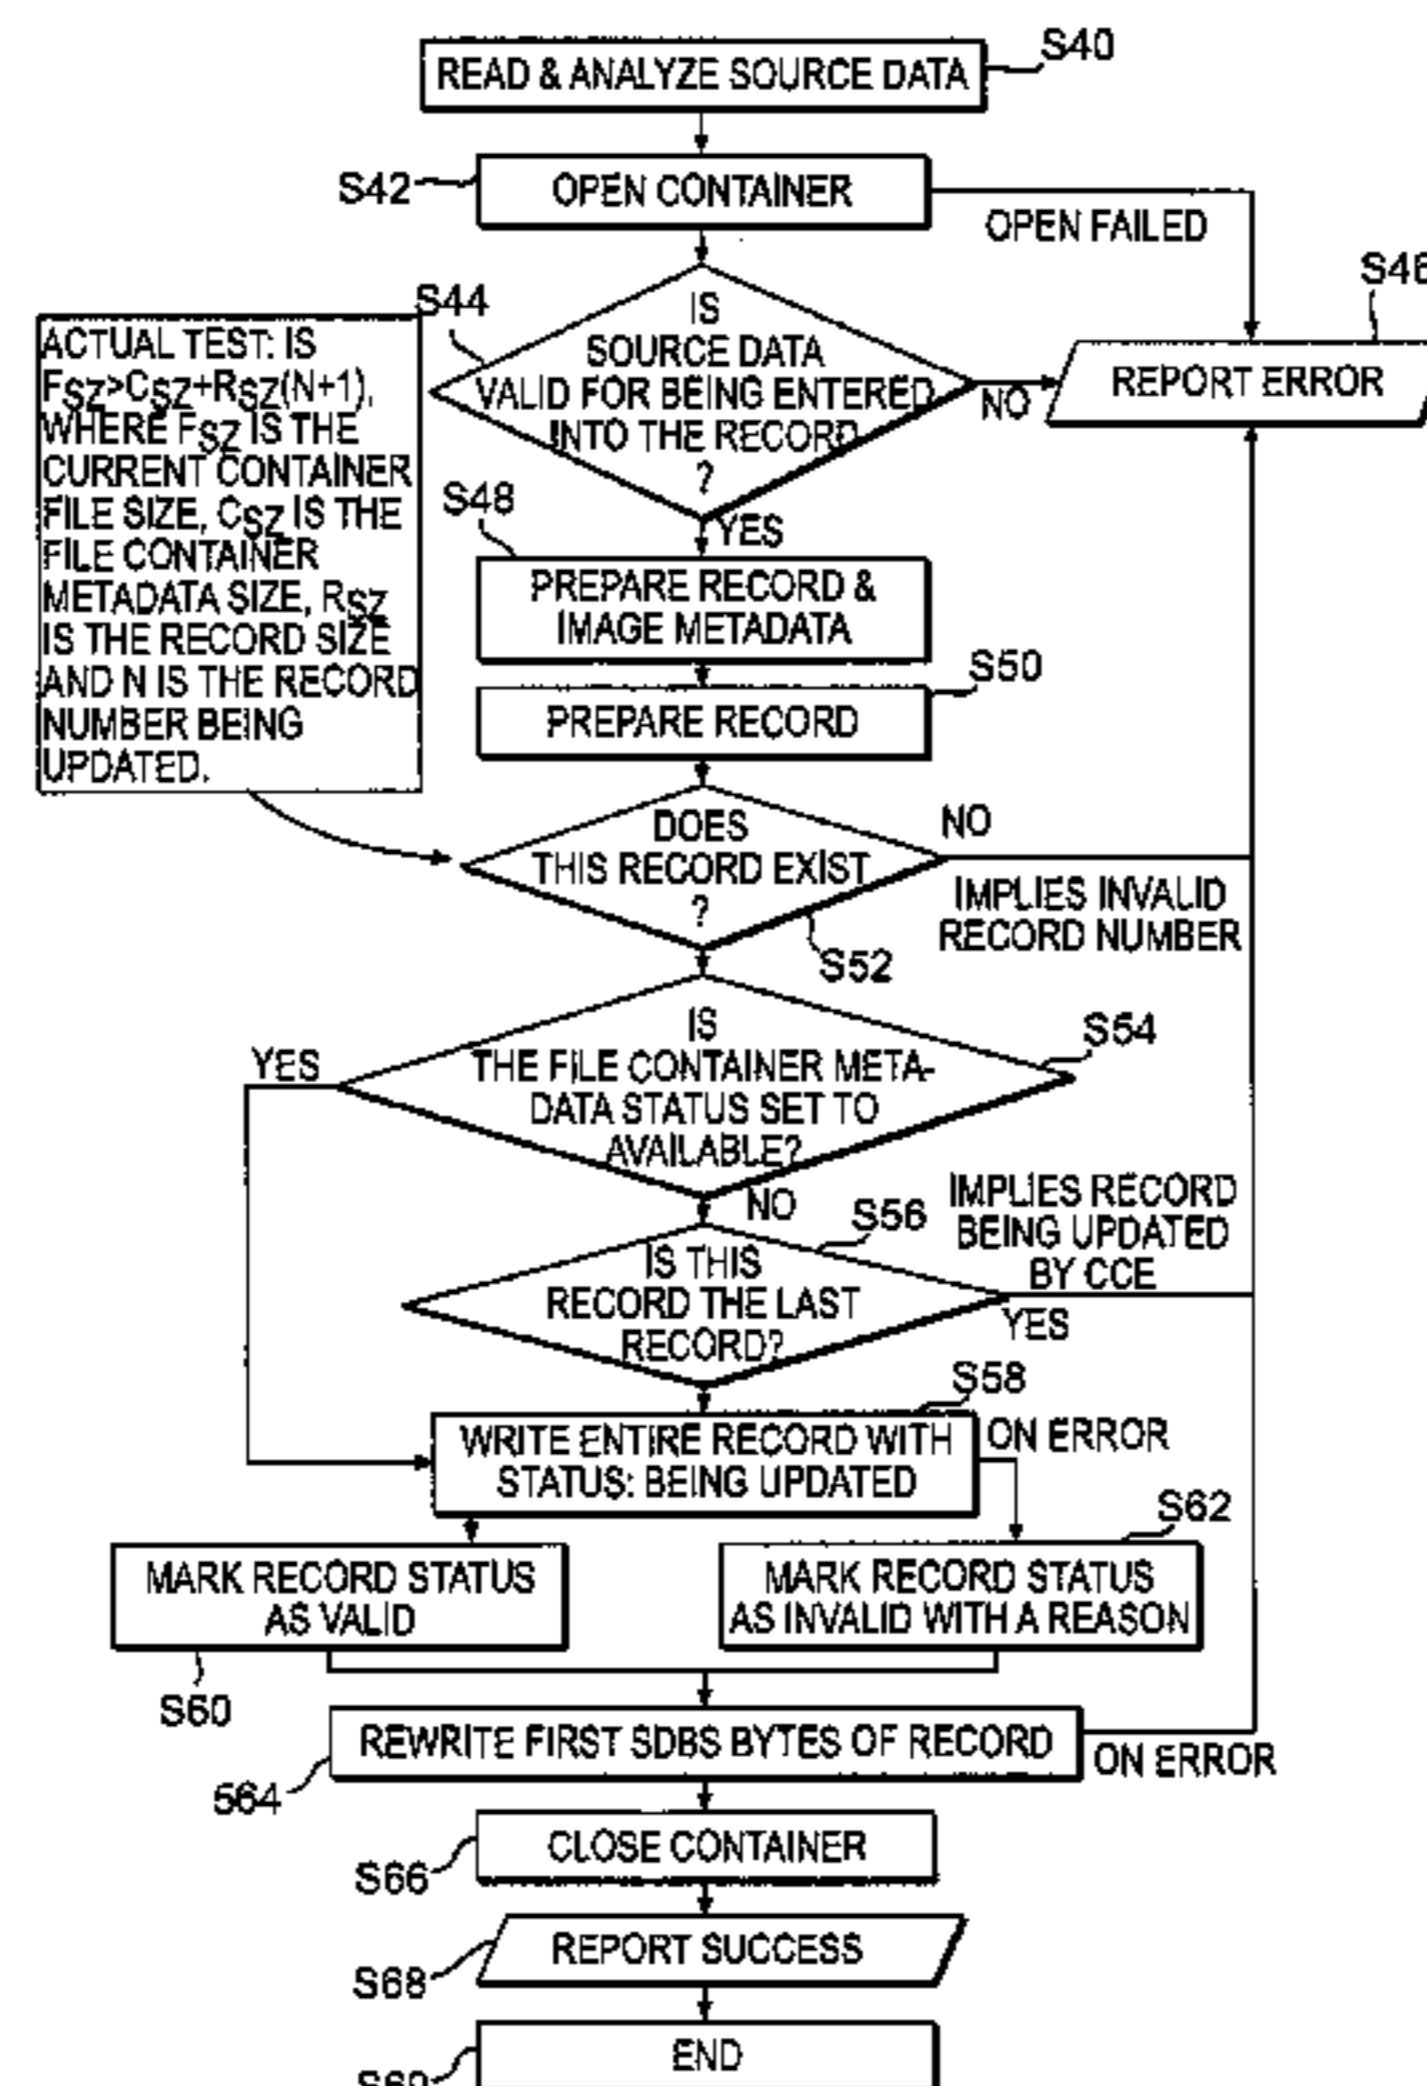 READ & ANALYZE SOURCE DATA
S40
S42
OPEN CONTAINER
OPEN FAILED
S46
S44
IS
SOURCE DATA
VALID FOR BEING ENTERED
INTO THE RECORD
?
NO
REPORT ERROR
ACTUAL TEST: IS
FSZ>CSZ+RSZ(N+1),
WHERE FSZ IS THE
CURRENT CONTAINER
FILE SIZE, CSZ IS THE
FILE CONTAINER
METADATA SIZE, RSZ
IS THE RECORD SIZE
AND N IS THE RECORD
NUMBER BEING
UPDATED.
S48
YES
PREPARE RECORD &
IMAGE METADATA
S50
PREPARE RECORD
DOES
THIS RECORD EXIST
?
NO
IMPLIES INVALID
RECORD NUMBER
S52
IS
THE FILE CONTAINER META-
DATA STATUS SET TO
AVAILABLE?
S54
YES
NO
S56
IMPLIES RECORD
BEING UPDATED
BY CCE
IS THIS
RECORD THE LAST
RECORD?
YES
S58
WRITE ENTIRE RECORD WITH
STATUS: BEING UPDATED
ON ERROR
S62
MARK RECORD STATUS
AS VALID
MARK RECORD STATUS
AS INVALID WITH A REASON
S60
REWRITE FIRST SDBS BYTES OF RECORD
ON ERROR
564
CLOSE CONTAINER
S66
REPORT SUCCESS
S68
END
S69